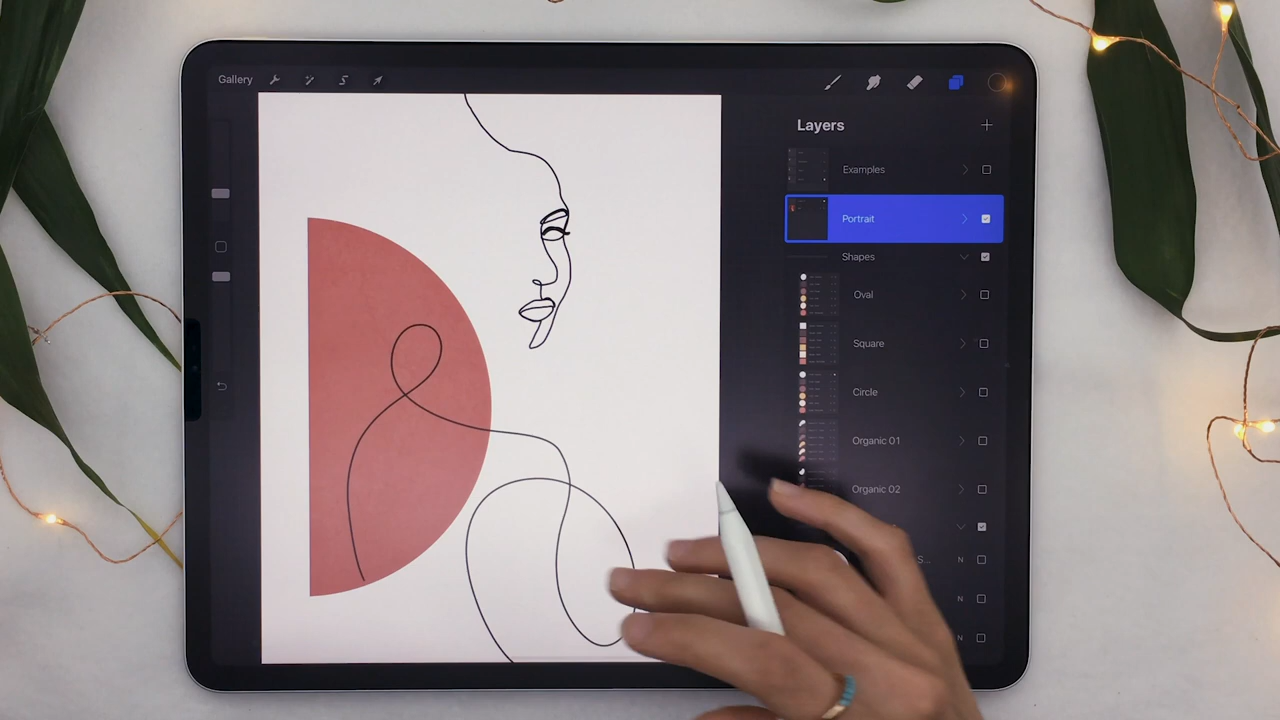 Gallery
Layers
Examples
Portrait
Shapes
Oval
Square
Circle
Organic 01
Organic 02
S...
N
N
N